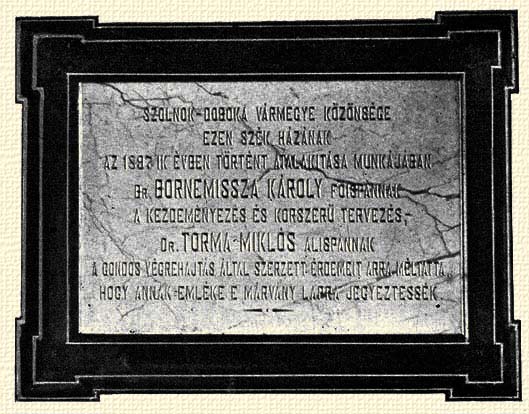 SZOLNOK-DOBOKA VÁRMEGYE KÖZÖNSÉGE
EZEN SZÉK HÁZÁNAK
AZ 1887 IK ÉVBEN TÖRTÉNT ÁTALAKITÁSA MUNKÁJÁBAN
BR. BORNEMISSZA KÁROLY FŐISPÁNNAK
A KEZDEMÉNYEZÉS ÉS KORSZERŰ TERVEZÉS,-
DR. TORMA MIKLÓS ALISPÁNNAK
A GONDOS VÉGREHAJTÁS ÁLTAL SZERZETT ÉRDEMEIT ARRA MÉLTATTA,
HOGY ANNAK EMLÉKE E MÁRVÁNY LAPRA JEGYEZTESSÉK.